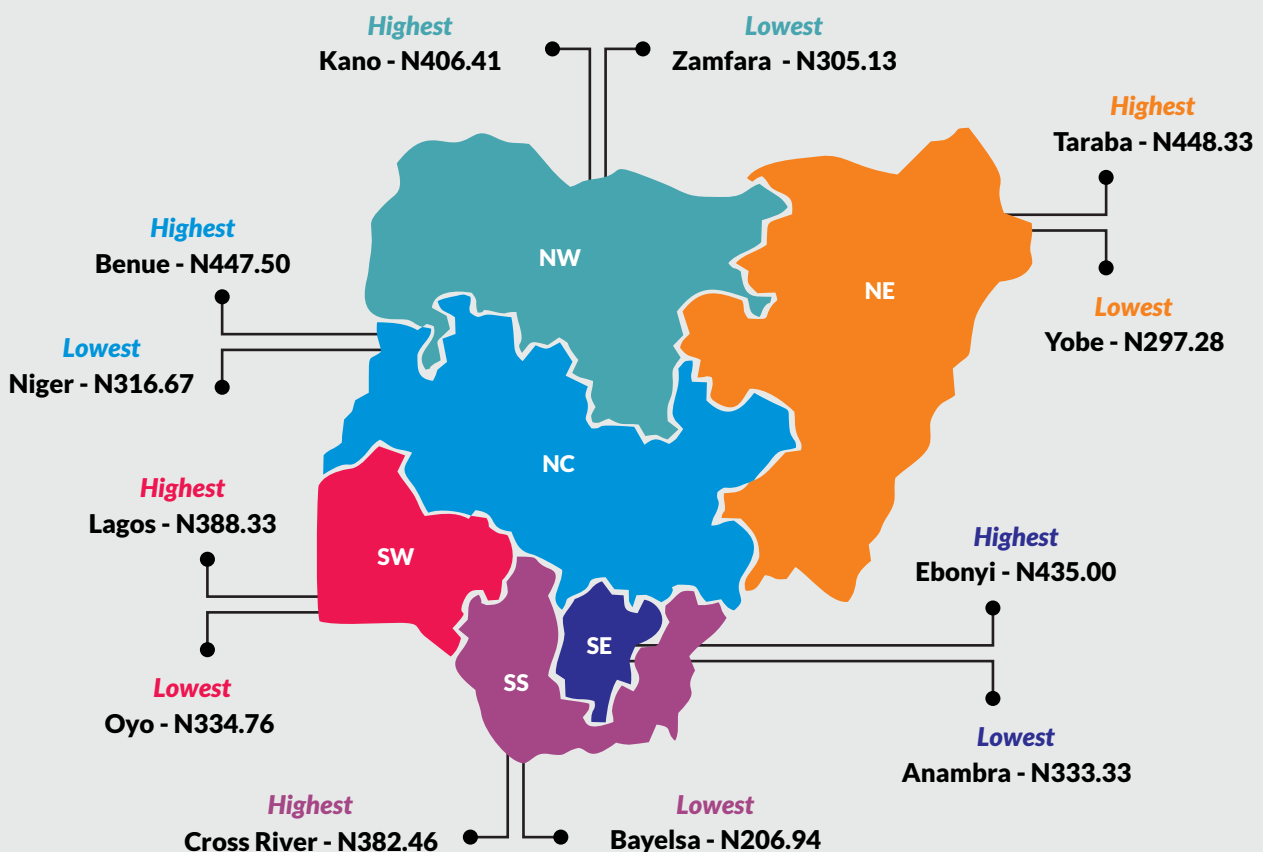 Highest
Kano - N406.41
Lowest
Zamfara - N305.13
Highest
Taraba - N448.33
Highest
Benue - N447.50
NW
NE
Lowest
Yobe - N297.28
Lowest
Niger - N316.67
NC
Highest
Lagos - N388.33
SW
Highest
Ebonyi - N435.00
SE
SS
Lowest
Oyo - N334.76
Lowest
Anambra - N333.33
Highest
Cross River - N382.46
Lowest
Bayelsa - N206.94